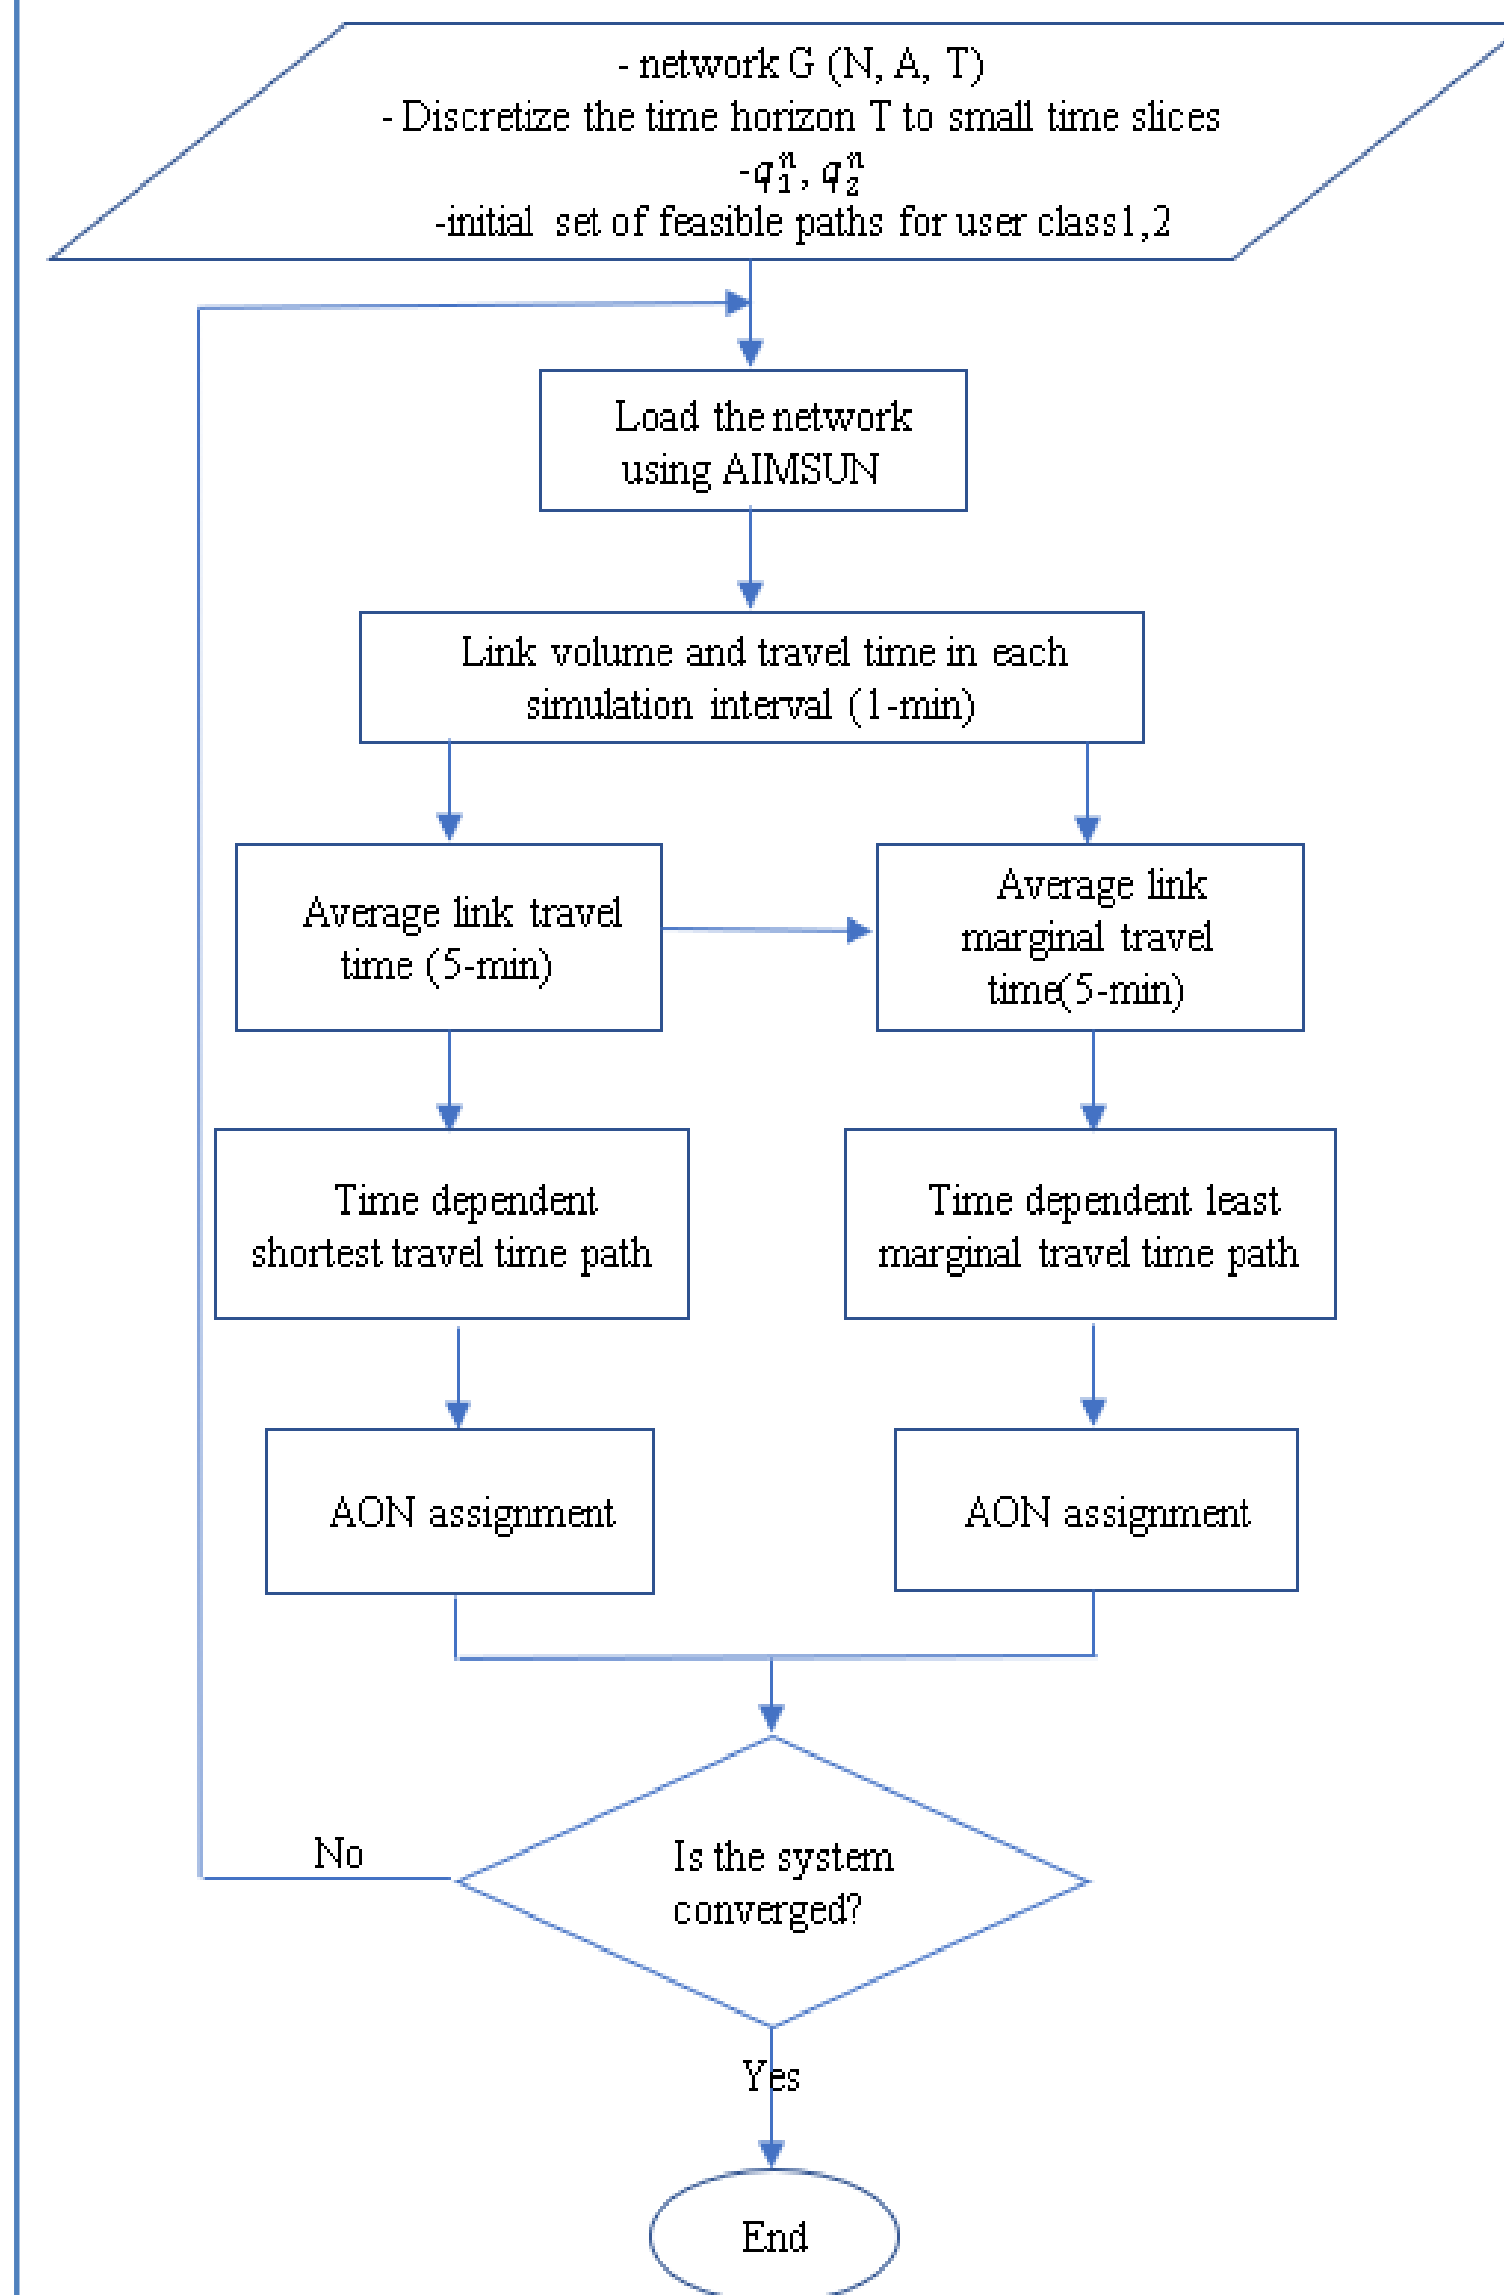 - network G (N, A, T)
- Discretize the time horizon T to small time slices
-q₁ⁿ, q₂ⁿ
-initial set of feasible paths for user class1,2
Load the network
using AIMSUN
Link volume and travel time in each
simulation interval (1-min)
Average link travel
time (5-min)
Average link
marginal travel
time(5-min)
Time dependent
shortest travel time path
Time dependent least
marginal travel time path
AON assignment
AON assignment
Is the system
converged?
No
Yes
End